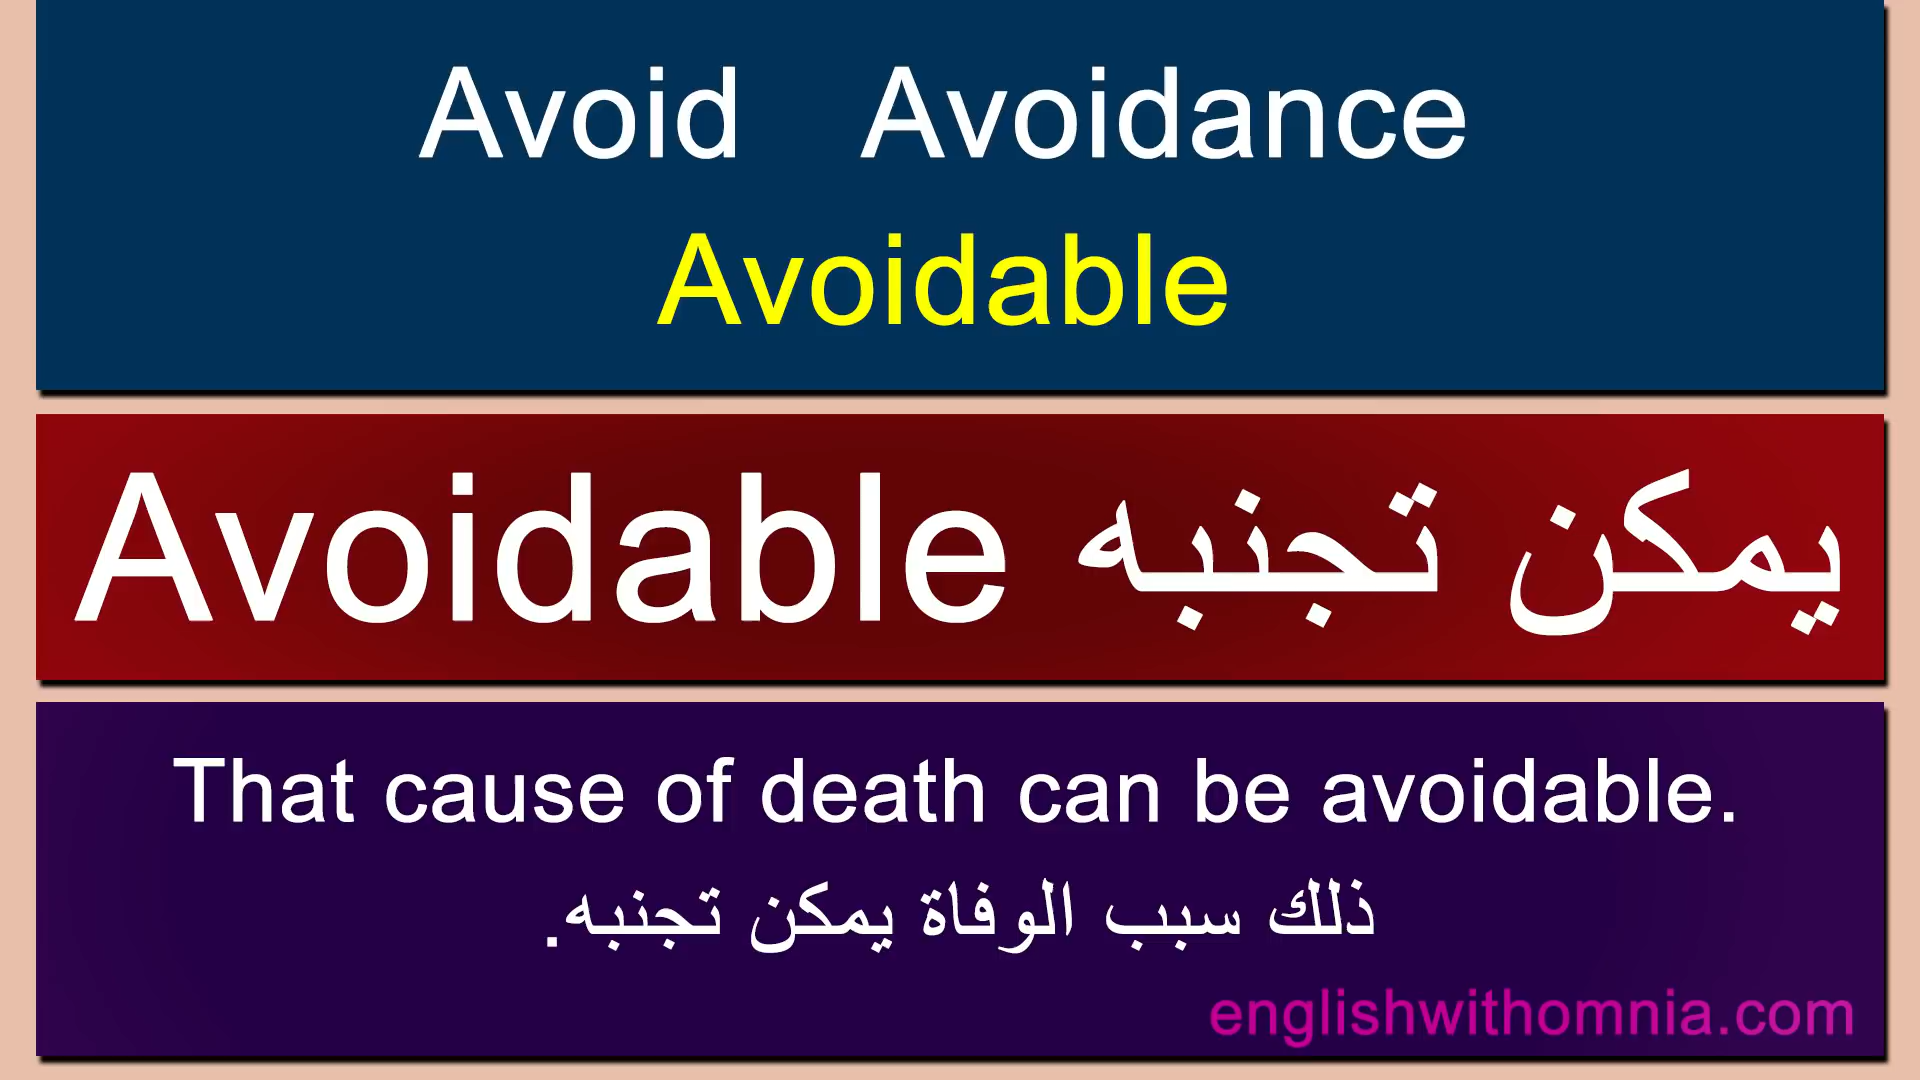 Avoid Avoidance
Avoidable
Avoidable يمكن تجنبه
That cause of death can be avoidable.
ذلك سبب الوفاة يمكن تجنبه.
englishwithomnia.com